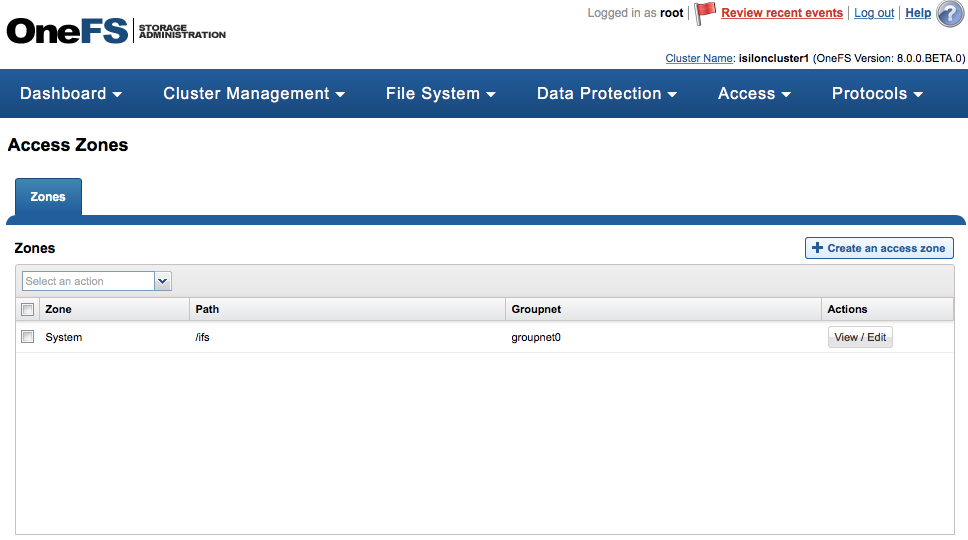 OneFS STORAGE ADMINISTRATION
Logged in as root | Review recent events | Log out | Help ?
Cluster Name: isiloncluster1 (OneFS Version: 8.0.0.BETA.0)
Dashboard Cluster Management File System Data Protection Access Protocols
Access Zones
Zones
Zones
+ Create an access zone
Select an action
Zone Path Groupnet Actions
System /ifs groupnet0 View / Edit